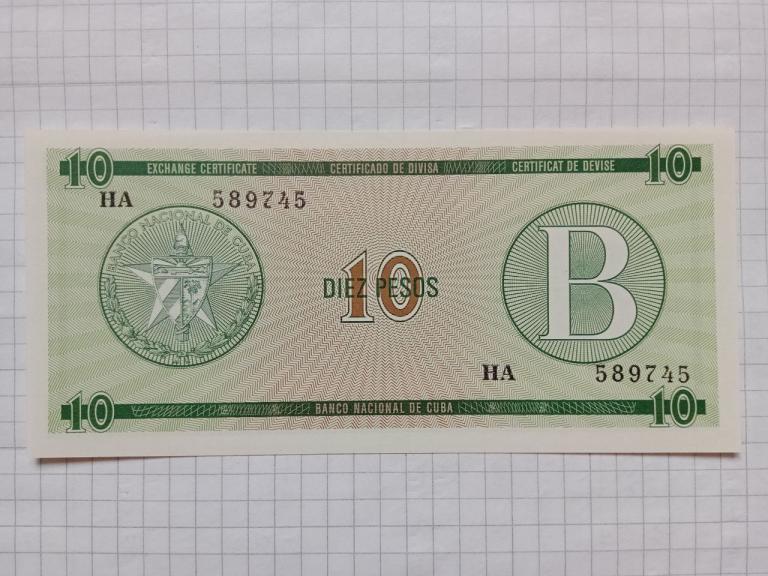 10 EXCHANGE CERTIFICATE CERTIFICADO DE DIVISA CERTIFICAT DE DEVISE 10
HA 589745
BANCO NACIONAL DE CUBA
B
10
DIEZ PESOS
HA 589745
10 BANCO NACIONAL DE CUBA 10